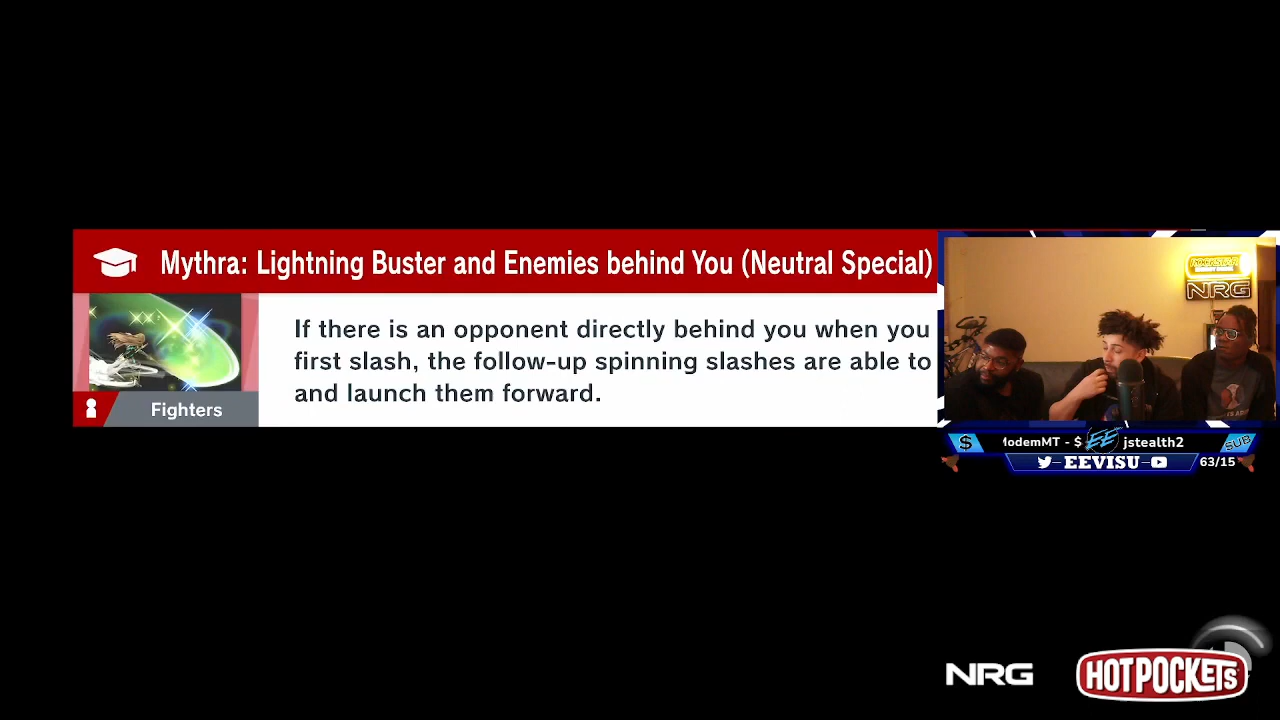 Mythra: Lightning Buster and Enemies behind You (Neutral Special)
If there is an opponent directly behind you when you
first slash, the follow-up spinning slashes are able to
and launch them forward.
Fighters
NRG
$ modemMT - $ EE jstealth2 SUB
EEVISU 63/15
NRG HOT POCKETS